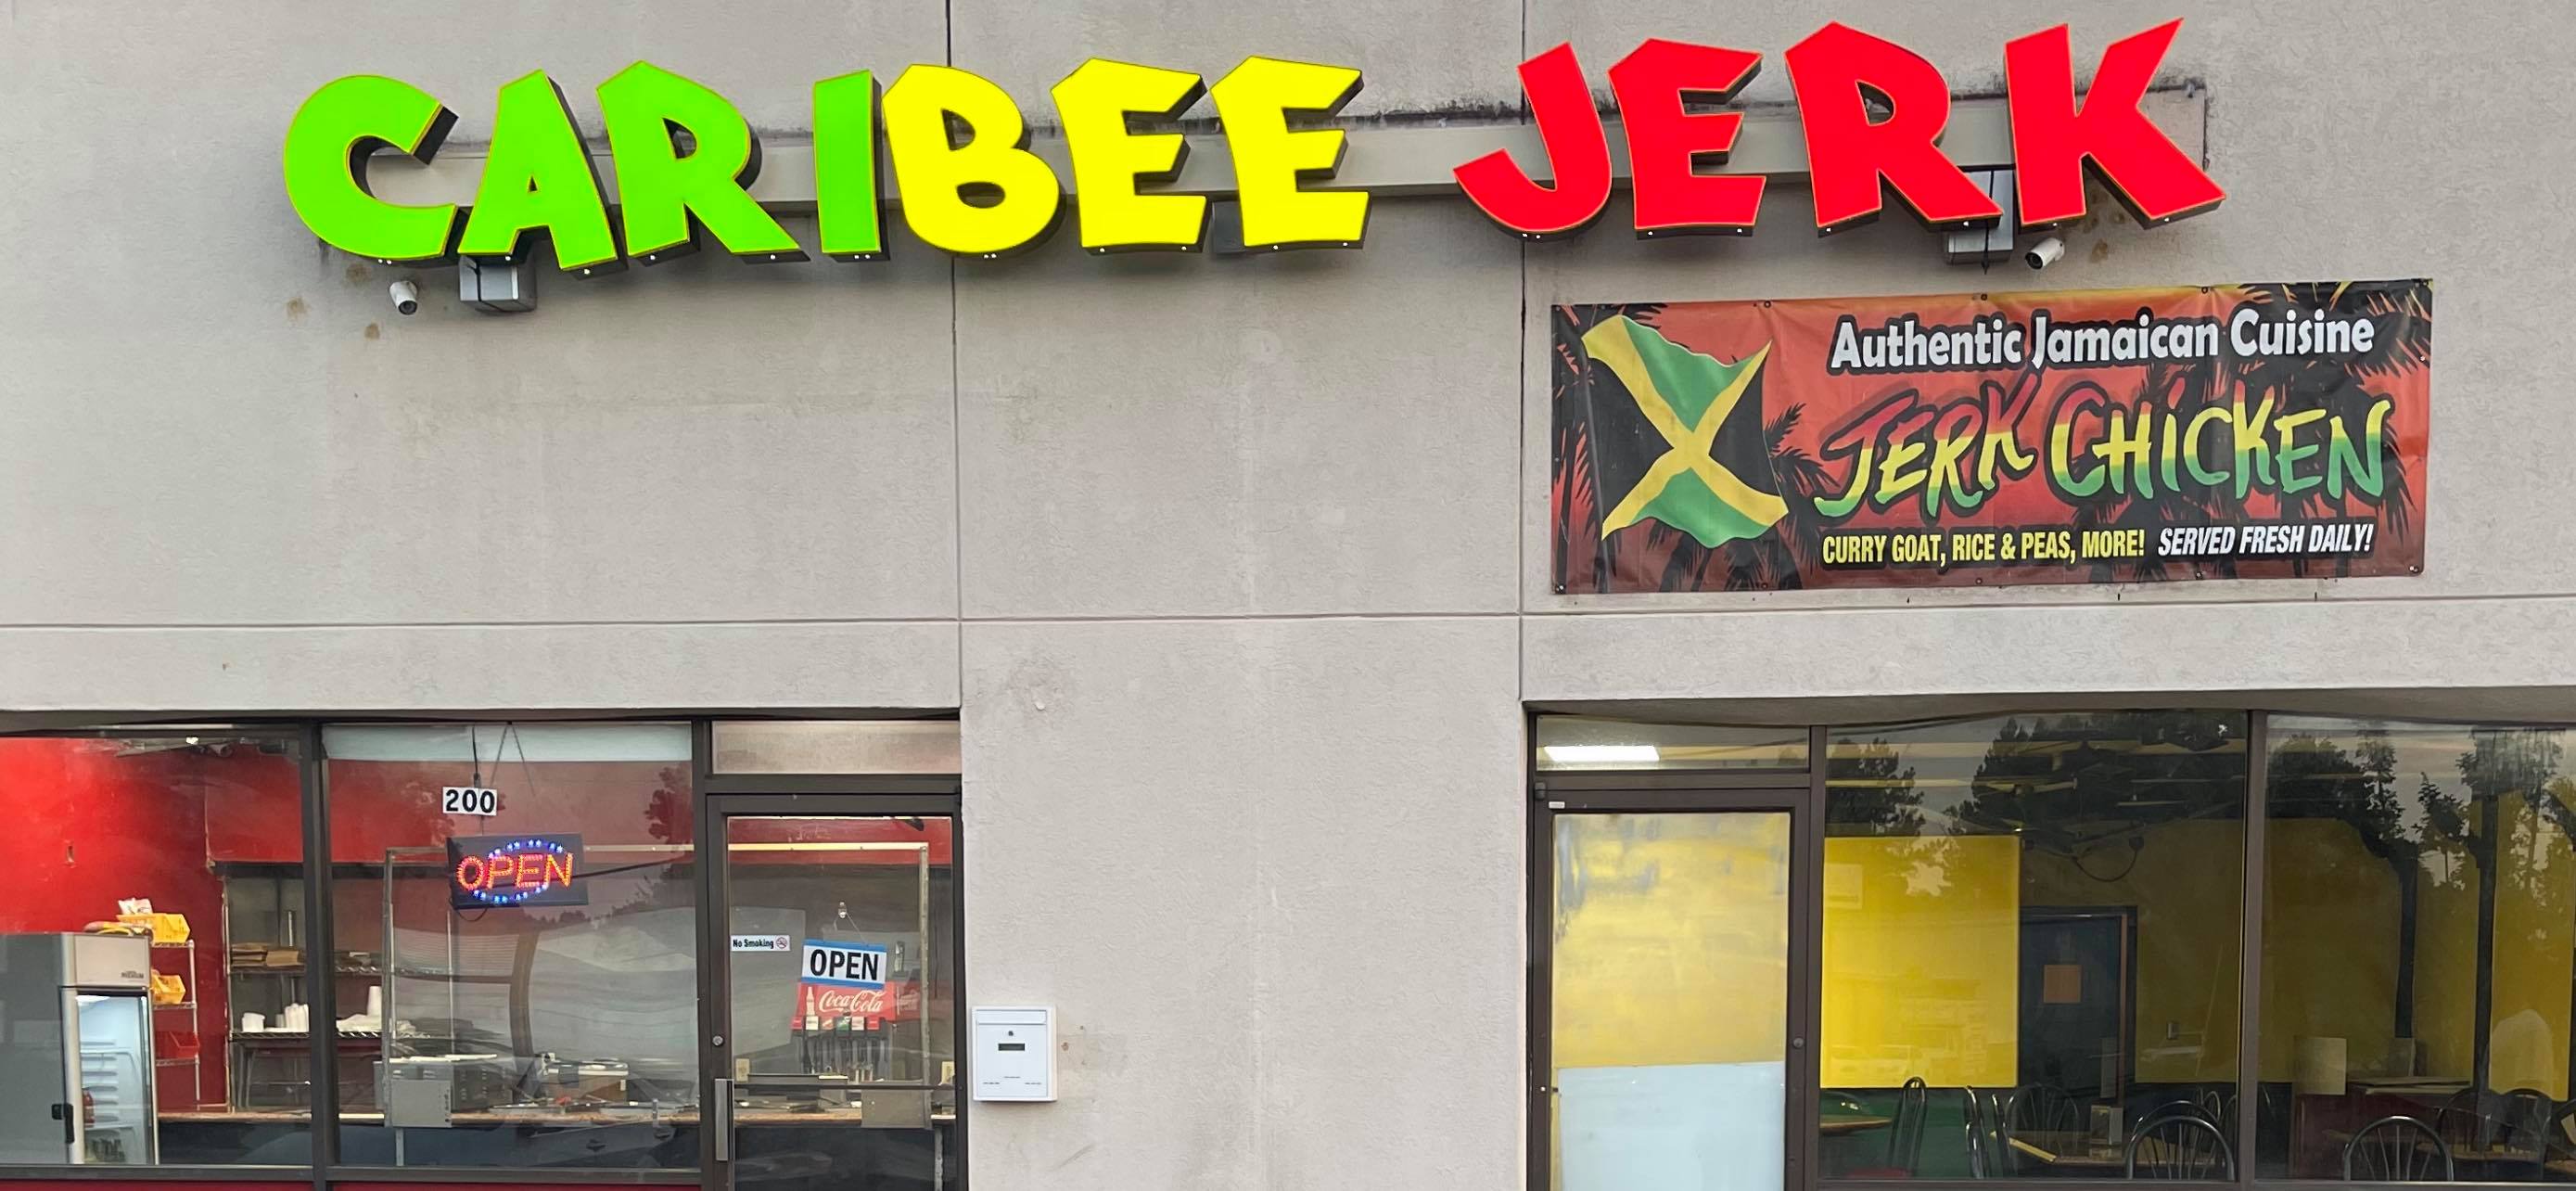 CARIBEE JERK
Authentic Jamaican Cuisine
JERK CHICKEN
CURRY GOAT, RICE & PEAS, MORE! SERVED FRESH DAILY!
200
OPEN
No Smoking
OPEN
Coca-Cola